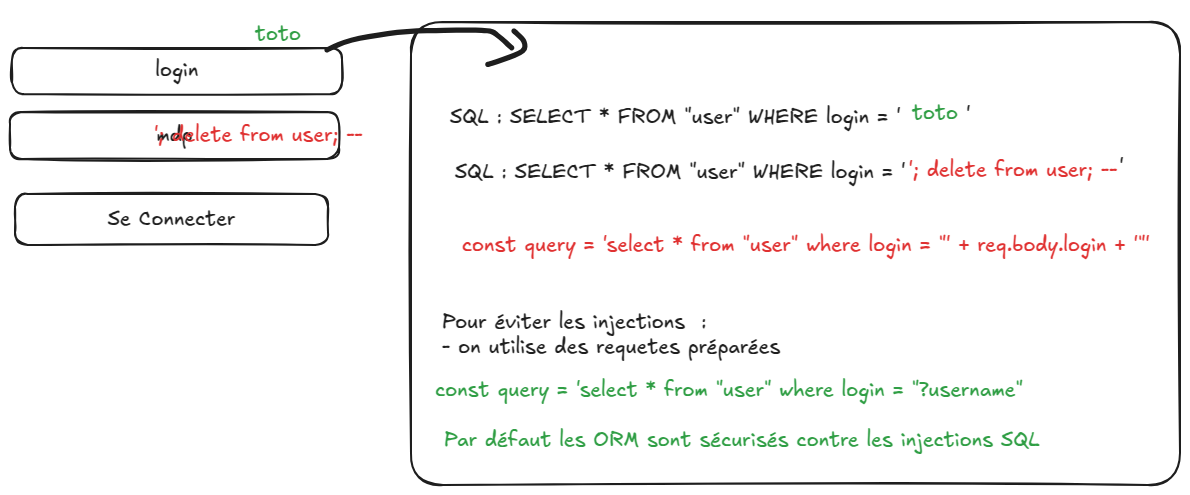 toto
login
mdp
'; delete from user; --
Se Connecter
SQL : SELECT * FROM "user" WHERE login = ' toto '
SQL : SELECT * FROM "user" WHERE login = ''; delete from user; --'
const query = 'select * from "user" where login = "' + req.body.login + '"'
Pour éviter les injections :
- on utilise des requetes préparées
const query = 'select * from "user" where login = "?username"
Par défaut les ORM sont sécurisés contre les injections SQL